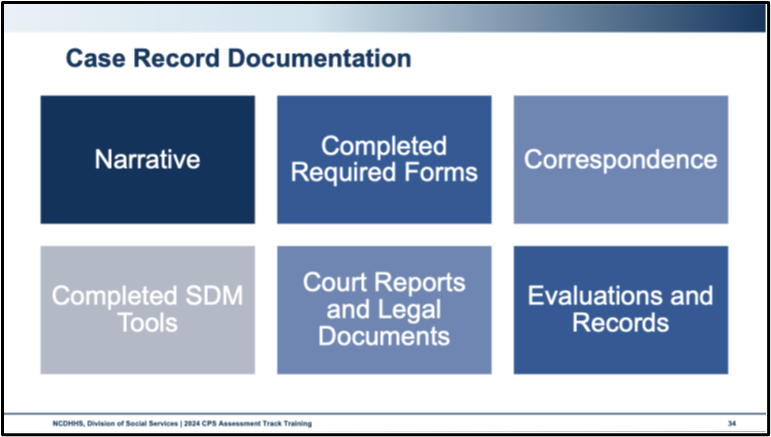 Case Record Documentation
Narrative
Completed
Required Forms
Correspondence
Completed SDM
Tools
Court Reports
and Legal
Documents
Evaluations and
Records
NCDHHS, Division of Social Services | 2024 CPS Assessment Track Training
34